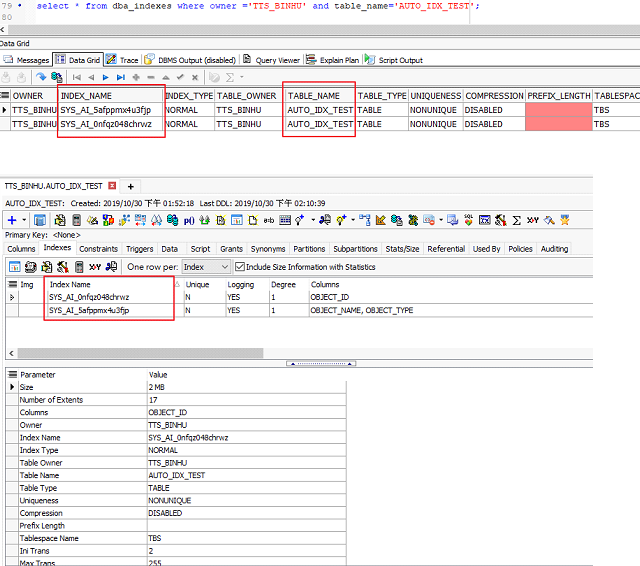 79 select * from dba_indexes where owner ='TTS_BINHU' and table_name='AUTO_IDX_TEST';
80
Data Grid
Messages Data Grid Trace DBMS Output (disabled) Query Viewer Explain Plan Script Output
OWNER INDEX_NAME INDEX_TYPE TABLE_OWNER TABLE_NAME TABLE_TYPE UNIQUENESS COMPRESSION PREFIX_LENGTH TABLESPAC
TTS_BINHU SYS_AI_5afppmx4u3fjp NORMAL TTS_BINHU AUTO_IDX_TEST TABLE NONUNIQUE DISABLED TBS
TTS_BINHU SYS_AI_0nfqz048chrwz NORMAL TTS_BINHU AUTO_IDX_TEST TABLE NONUNIQUE DISABLED TBS
TTS_BINHU.AUTO_IDX_TEST
AUTO_IDX_TEST: Created: 2019/10/30 下午 01:52:18 Last DDL: 2019/10/30 下午 02:10:39
Primary Key: <None>
Columns Indexes Constraints Triggers Data Script Grants Synonyms Partitions Subpartitions Stats/Size Referential Used By Policies Auditing
One row per: Index Include Size Information with Statistics
Img Index Name Unique Logging Degree Columns
SYS_AI_0nfqz048chrwz N YES 1 OBJECT_ID
SYS_AI_5afppmx4u3fjp N YES 1 OBJECT_NAME, OBJECT_TYPE
Parameter Value
Size 2 MB
Number of Extents 17
Columns OBJECT_ID
Owner TTS_BINHU
Index Name SYS_AI_0nfqz048chrwz
Index Type NORMAL
Table Owner TTS_BINHU
Table Name AUTO_IDX_TEST
Table Type TABLE
Uniqueness NONUNIQUE
Compression DISABLED
Prefix Length
Tablespace Name TBS
Ini Trans 2
Max Trans 255